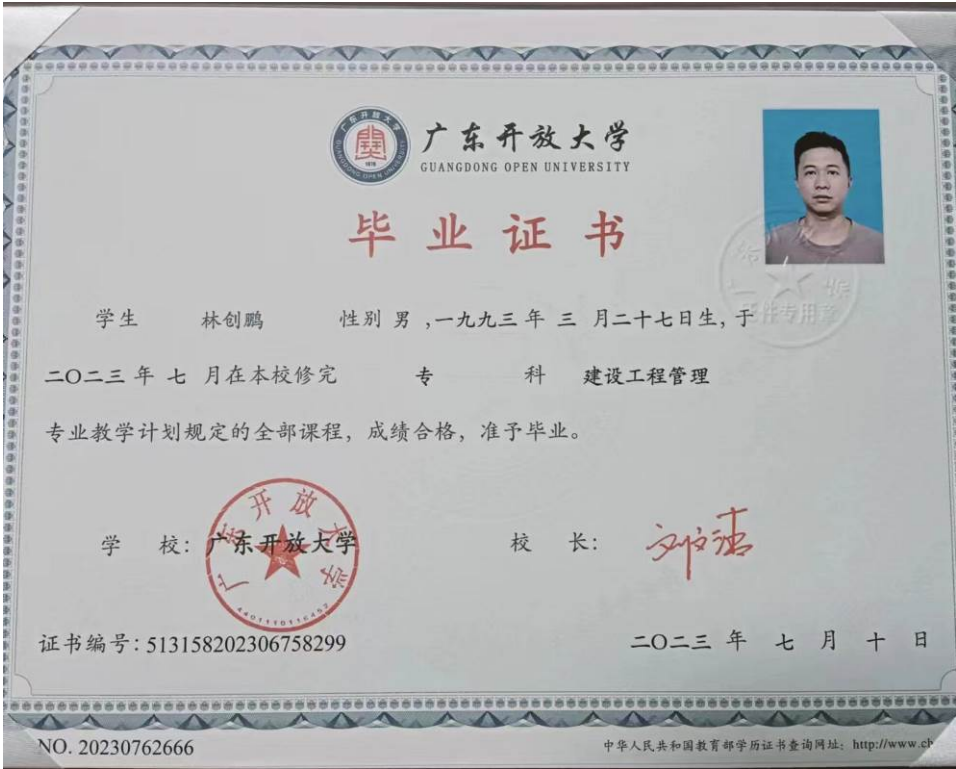 广东开放大学
GUANGDONG OPEN UNIVERSITY
毕业证书
学生 林创鹏 性别 男 ,一九九三 年 三 月二十七日生, 于
二〇二三 年 七 月在本校修完 专 科 建设工程管理
专业教学计划规定的全部课程, 成绩合格, 准予毕业。
学 校: 广东开放大学 校 长:
广东开放大学
证书编号: 513158202306758299 二〇二三 年 七 月 十 日
NO. 20230762666 中华人民共和国教育部学历证书查询网址: http://www.ch